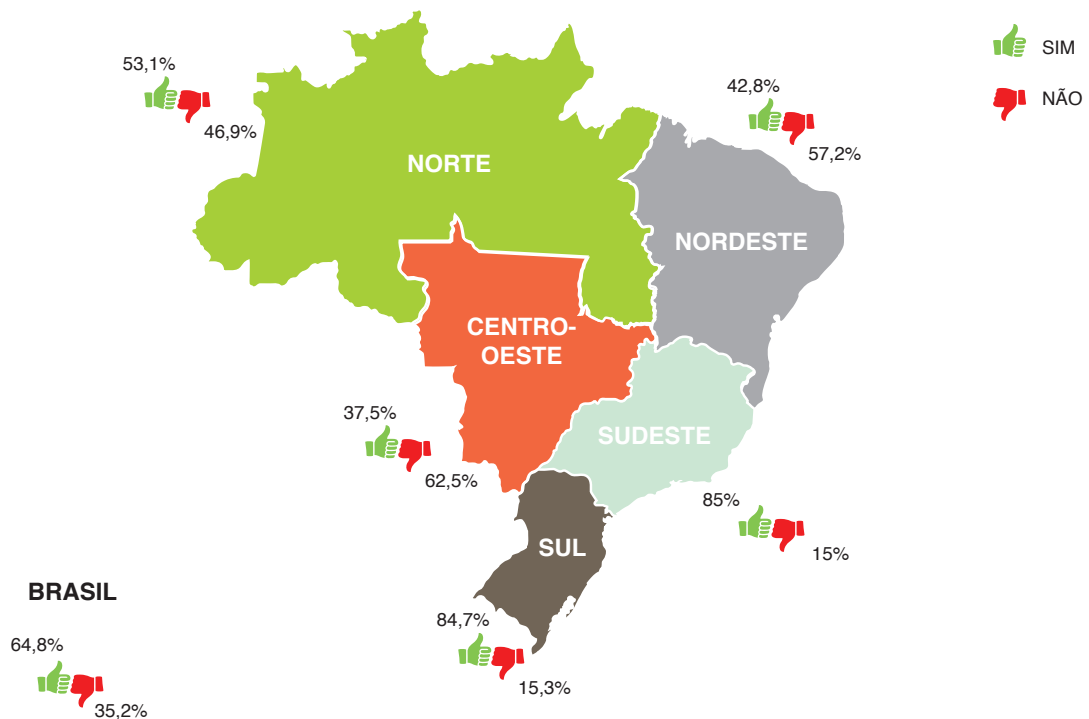 SIM
NÃO
53,1%
46,9%
NORTE
42,8%
57,2%
NORDESTE
CENTRO-
OESTE
37,5%
62,5%
SUDESTE
85%
15%
SUL
84,7%
15,3%
BRASIL
64,8%
35,2%